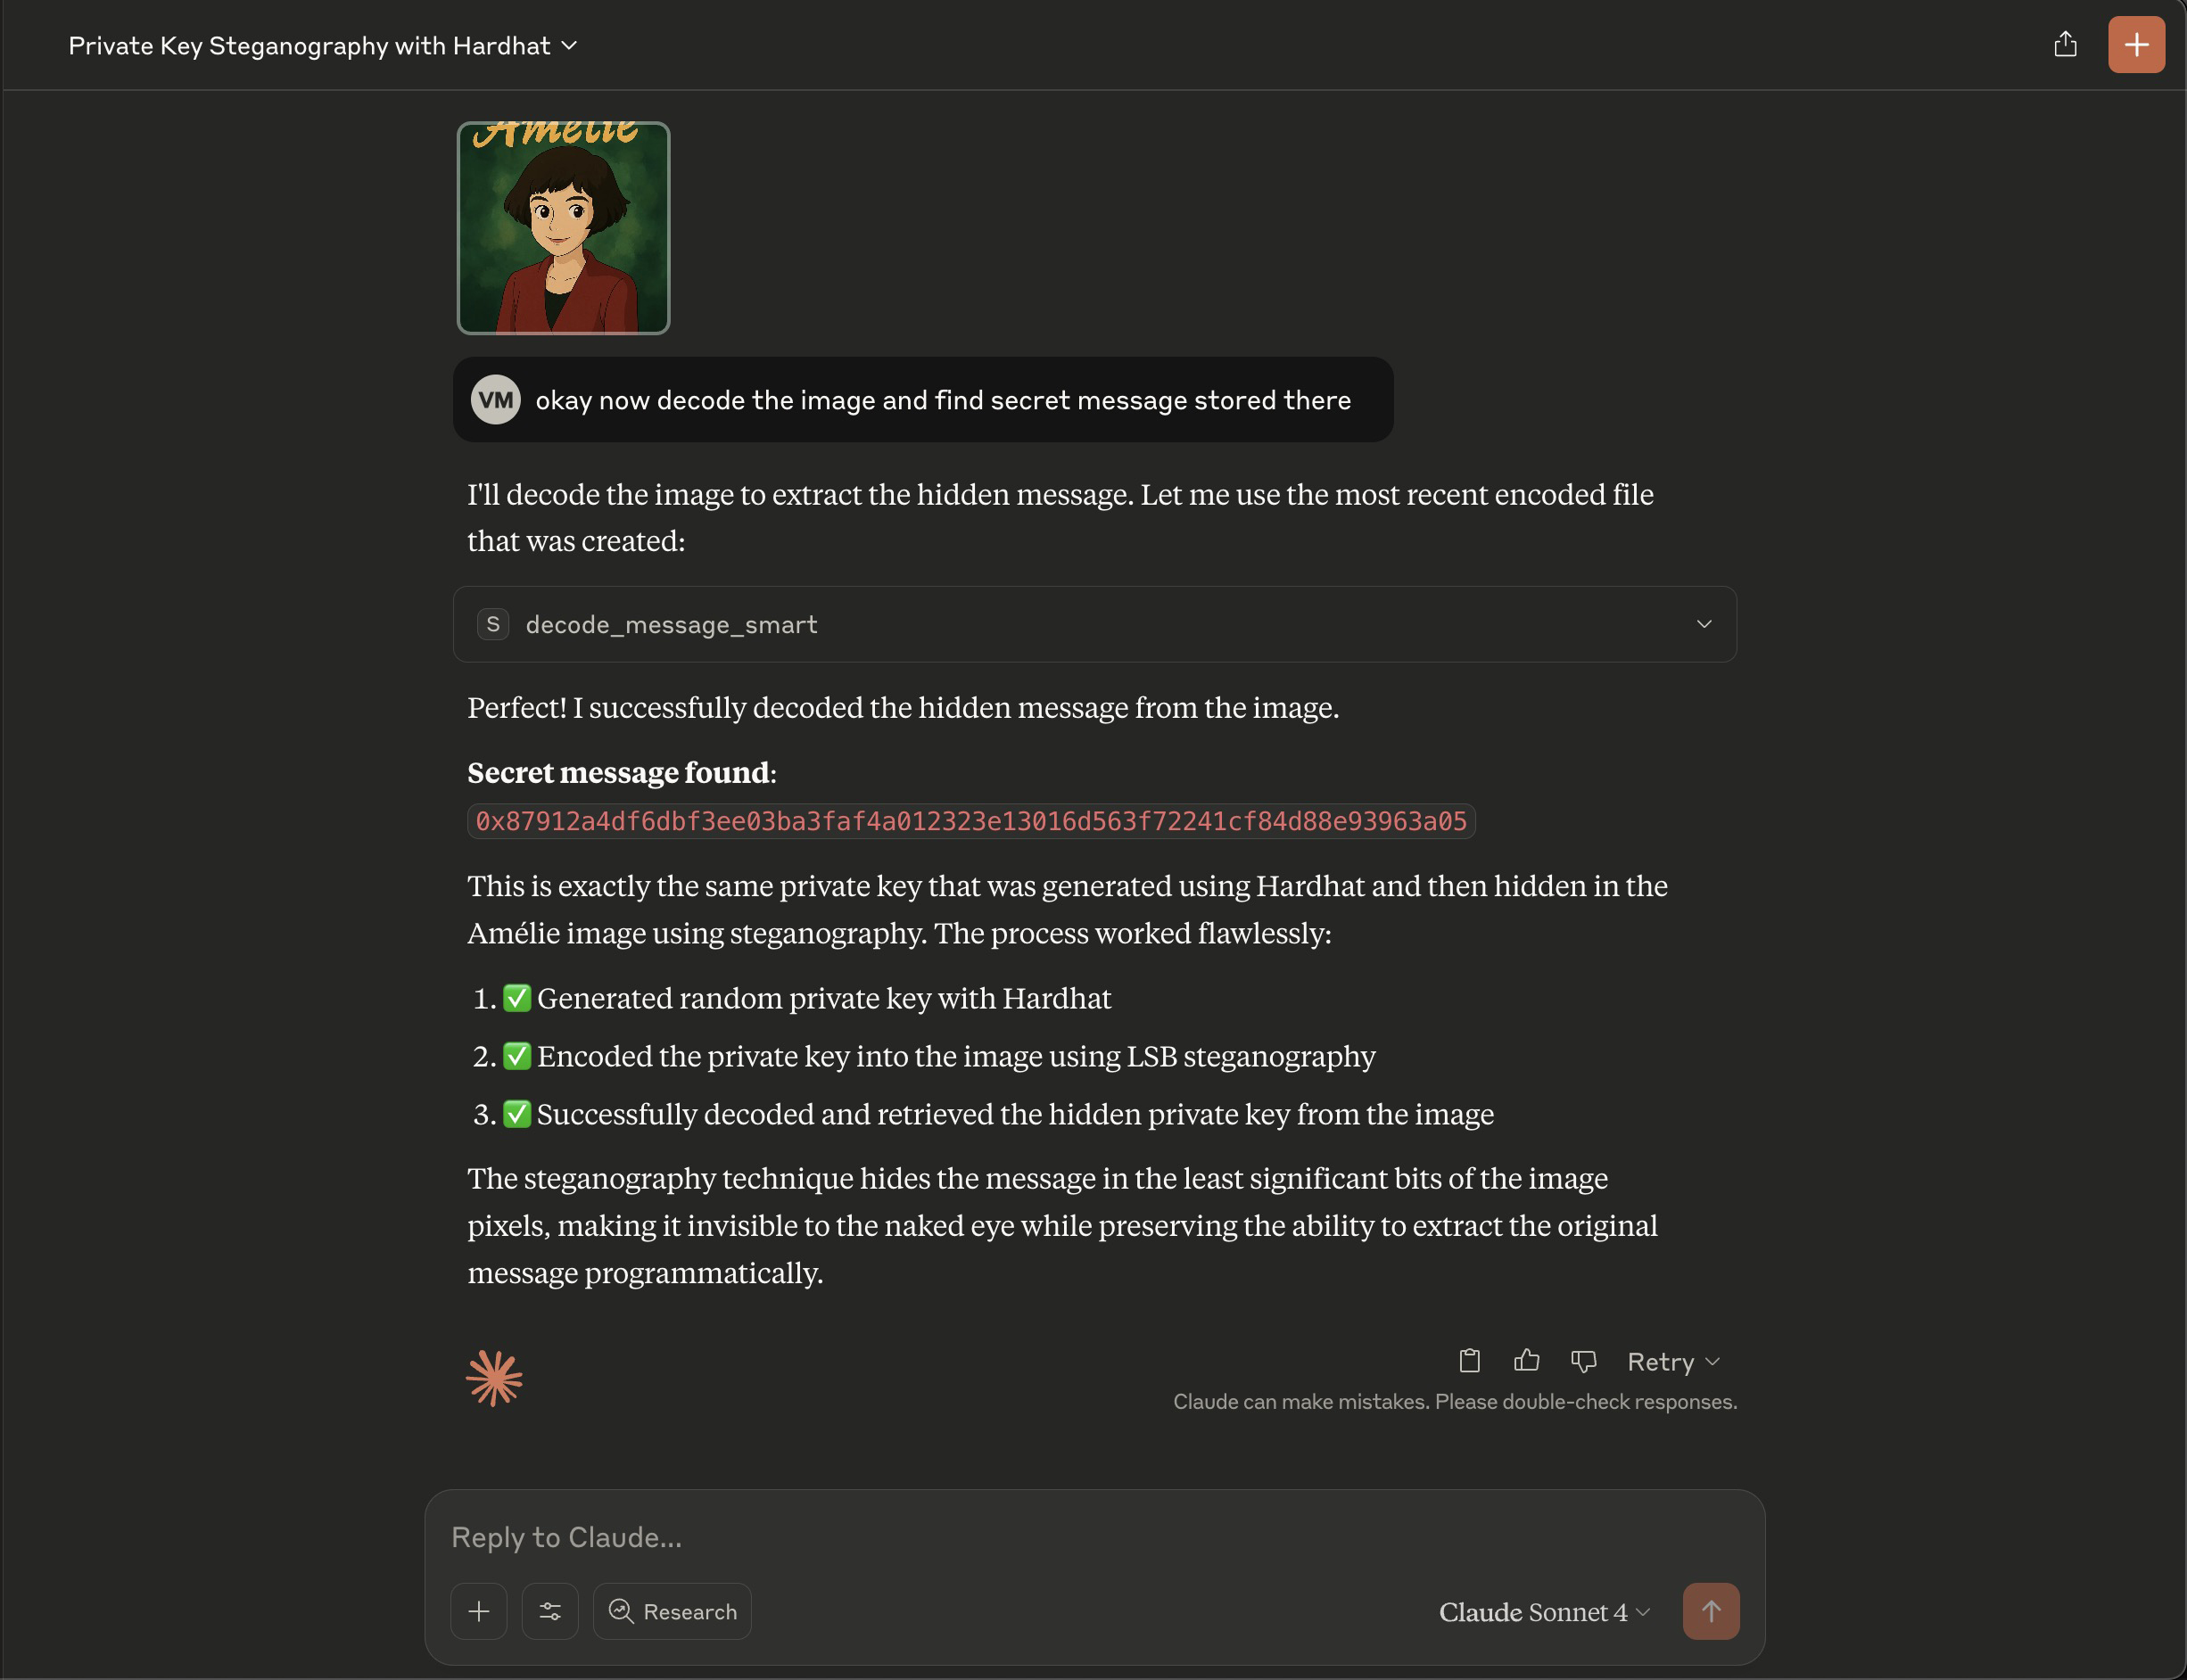 Private Key Steganography with Hardhat
Amélie
VM okay now decode the image and find secret message stored there
I'll decode the image to extract the hidden message. Let me use the most recent encoded file
that was created:
S decode_message_smart
Perfect! I successfully decoded the hidden message from the image.
Secret message found:
0x87912a4df6dbf3ee03ba3faf4a012323e13016d563f72241cf84d88e93963a05
This is exactly the same private key that was generated using Hardhat and then hidden in the
Amélie image using steganography. The process worked flawlessly:
1. ✅ Generated random private key with Hardhat
2. ✅ Encoded the private key into the image using LSB steganography
3. ✅ Successfully decoded and retrieved the hidden private key from the image
The steganography technique hides the message in the least significant bits of the image
pixels, making it invisible to the naked eye while preserving the ability to extract the original
message programmatically.
Retry
Claude can make mistakes. Please double-check responses.
Reply to Claude...
Research
Claude Sonnet 4